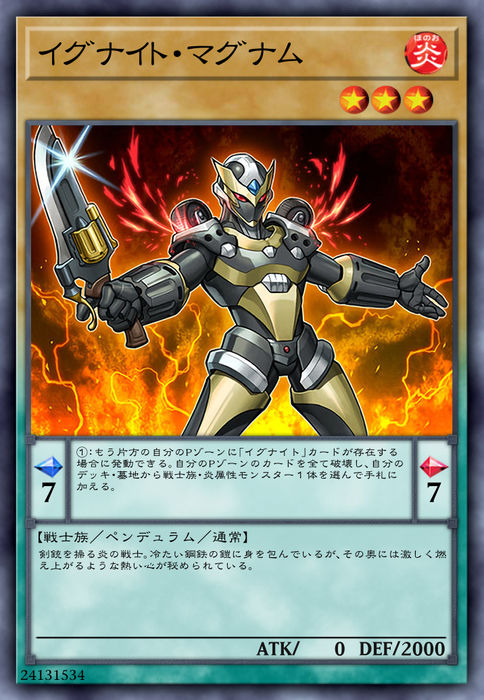 イグナイト・マグナム
ほのお
炎
①:もう片方の自分のPゾーンに「イグナイト」カードが存在する
場合に発動できる。自分のPゾーンのカードを全て破壊し、自分の
デッキ・墓地から戦士族・炎属性モンスター１体を選んで手札に
加える。
7
7
【戦士族／ペンデュラム／通常】
剣銃を操る炎の戦士。冷たい鋼鉄の鎧に身を包んでいるが、その奥には激しく燃
え上がるような熱い心が秘められている。
ATK/ 0 DEF/2000
24131534